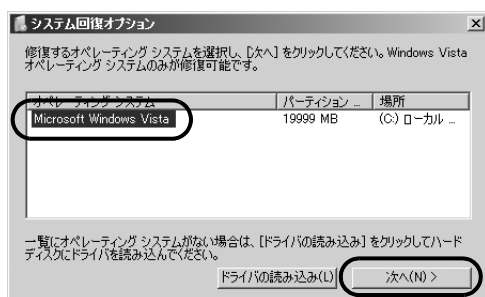 システム回復オプション
修復するオペレーティング システムを選択し、[次へ] をクリックしてください。Windows Vista
オペレーティング システムのみが修復可能です。
オペレーティング システム パーティション ... 場所
Microsoft Windows Vista 19999 MB (C:) ローカル ...
一覧にオペレーティング システムがない場合は、[ドライバの読み込み] をクリックしてハード
ディスクにドライバを読み込んでください。
ドライバの読み込み(L) 次へ(N) >